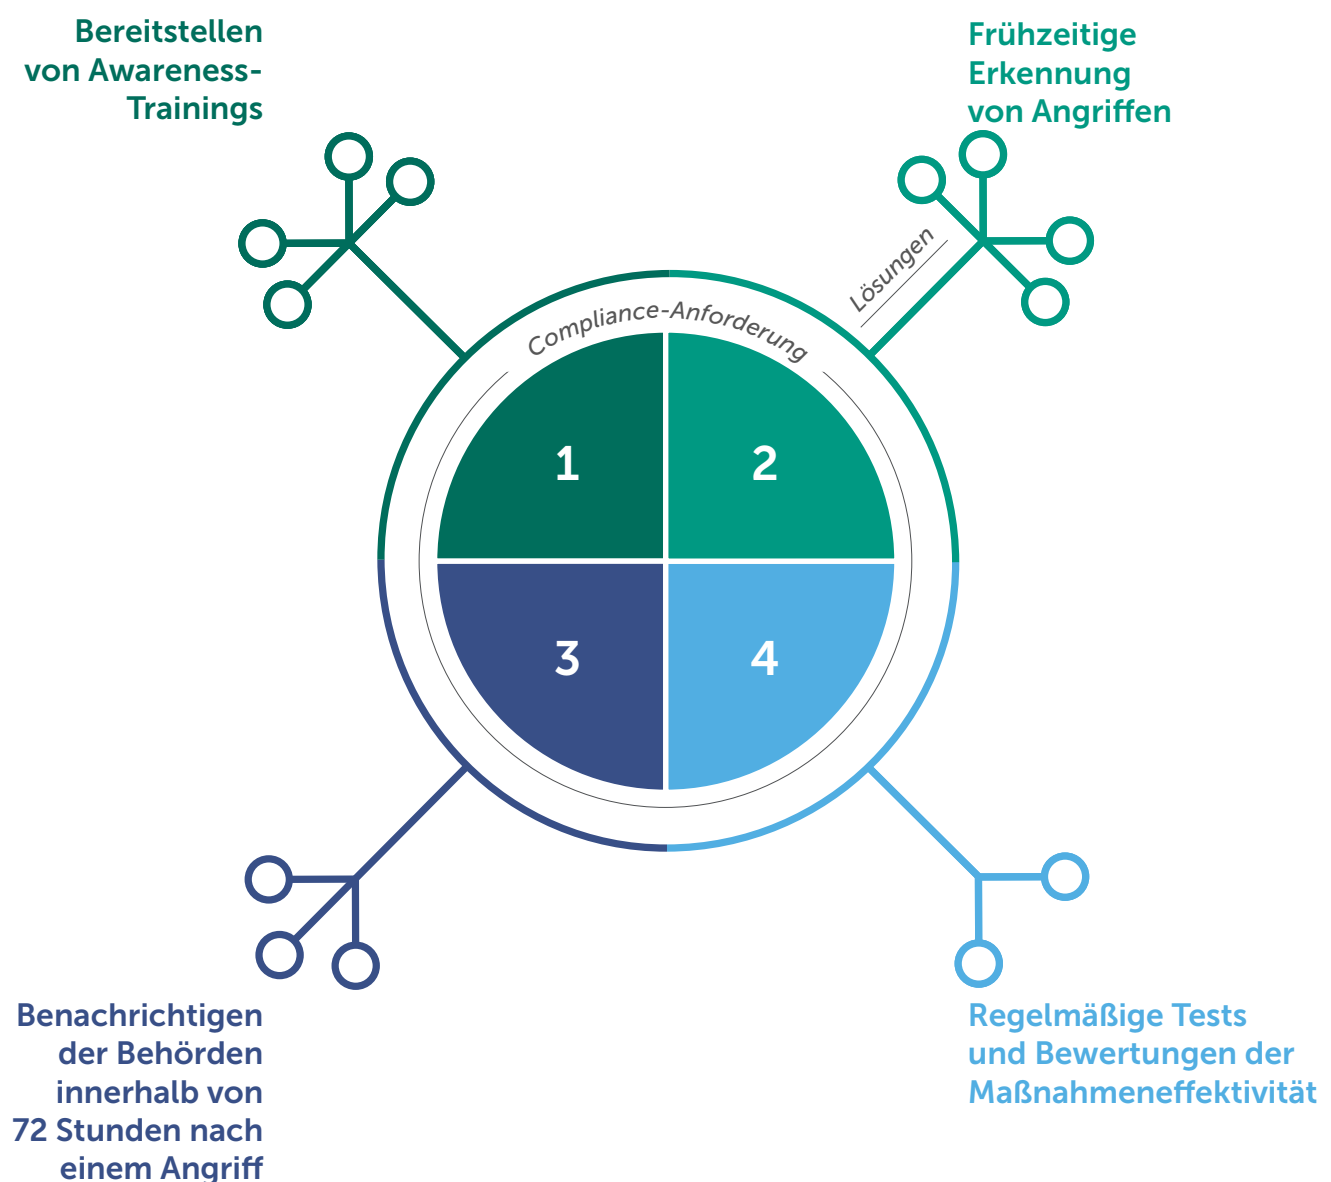 Bereitstellen
von Awareness-
Trainings
Frühzeitige
Erkennung
von Angriffen
Lösungen
Compliance-Anforderung
1
2
3
4
Benachrichtigen
der Behörden
innerhalb von
72 Stunden nach
einem Angriff
Regelmäßige Tests
und Bewertungen der
Maßnahmeneffektivität